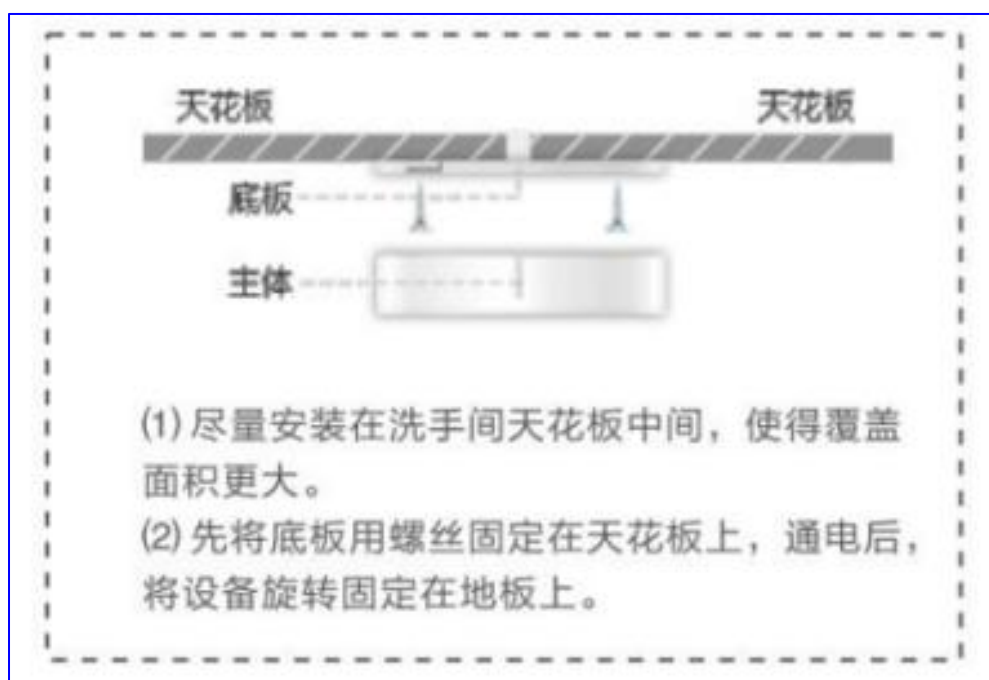 天花板 天花板
底板
主体
(1) 尽量安装在洗手间天花板中间，使得覆盖
面积更大。
(2) 先将底板用螺丝固定在天花板上，通电后，
将设备旋转固定在地板上。